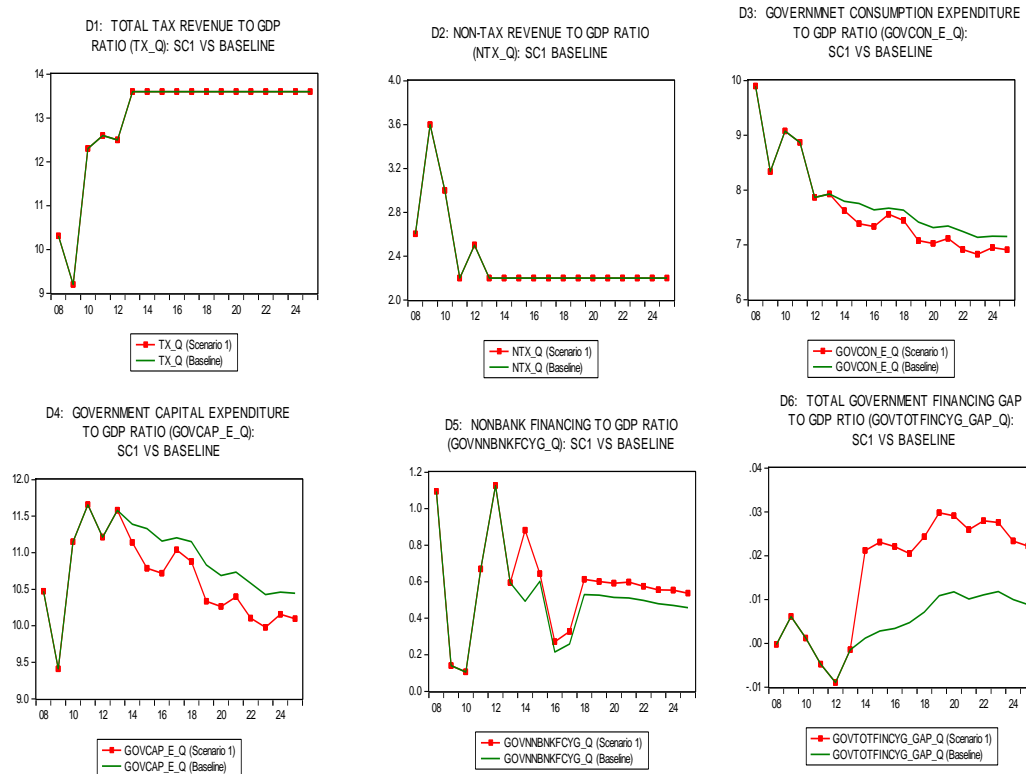 D1: TOTAL TAX REVENUE TO GDP
RATIO (TX_Q): SC1 VS BASELINE
14
13
12
11
10
9
08 10 12 14 16 18 20 22 24
TX_Q (Scenario 1)
TX_Q (Baseline)
D2: NON-TAX REVENUE TO GDP RATIO
(NTX_Q): SC1 BASELINE
4.0
3.6
3.2
2.8
2.4
2.0
08 10 12 14 16 18 20 22 24
NTX_Q (Scenario 1)
NTX_Q (Baseline)
D3: GOVERNMNET CONSUMPTION EXPENDITURE
TO GDP RATIO (GOVCON_E_Q):
SC1 VS BASELINE
10
9
8
7
6
08 10 12 14 16 18 20 22 24
GOVCON_E_Q (Scenario 1)
GOVCON_E_Q (Baseline)
D4: GOVERNMENT CAPITAL EXPENDITURE
TO GDP RATIO (GOVCAP_E_Q):
SC1 VS BASELINE
12.0
11.5
11.0
10.5
10.0
9.5
9.0
08 10 12 14 16 18 20 22 24
GOVCAP_E_Q (Scenario 1)
GOVCAP_E_Q (Baseline)
D5: NONBANK FINANCING TO GDP RATIO
(GOVNNBNKFCYG_Q): SC1 VS BASELINE
1.2
1.0
0.8
0.6
0.4
0.2
0.0
08 10 12 14 16 18 20 22 24
GOVNNBNKFCYG_Q (Scenario 1)
GOVNNBNKFCYG_Q (Baseline)
D6: TOTAL GOVERNMENT FINANCING GAP
TO GDP RTIO (GOVTOTFINCYG_GAP_Q):
SC1 VS BASELINE
.04
.03
.02
.01
.00
-.01
08 10 12 14 16 18 20 22 24
GOVTOTFINCYG_GAP_Q (Scenario 1)
GOVTOTFINCYG_GAP_Q (Baseline)